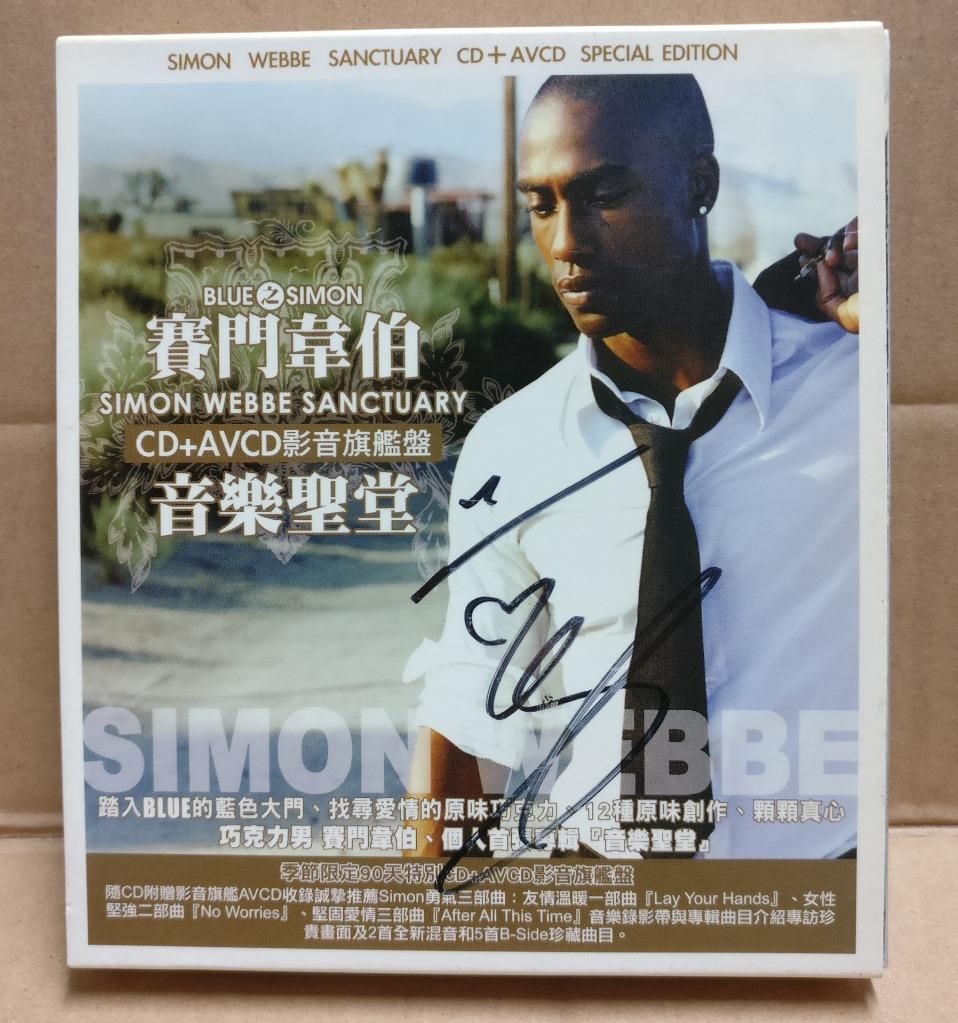 SIMON WEBBE SANCTUARY CD+AVCD SPECIAL EDITION
BLUE之SIMON
賽門韋伯
SIMON WEBBE SANCTUARY
CD+AVCD影音旗艦盤
音樂聖堂
SIMON WEBBE
踏入BLUE的藍色大門、找尋愛情的原味巧克力、12種原味創作、顆顆真心
巧克力男 賽門韋伯、個人首張專輯『音樂聖堂』
季節限定90天特別CD+AVCD影音旗艦盤
隨CD附贈影音旗艦AVCD收錄誠摯推薦Simon勇氣三部曲：友情溫暖一部曲『Lay Your Hands』、女性
堅強二部曲『No Worries』、堅固愛情三部曲『After All This Time』音樂錄影帶與專輯曲目介紹專訪珍
貴畫面及2首全新混音和5首B-Side珍藏曲目。